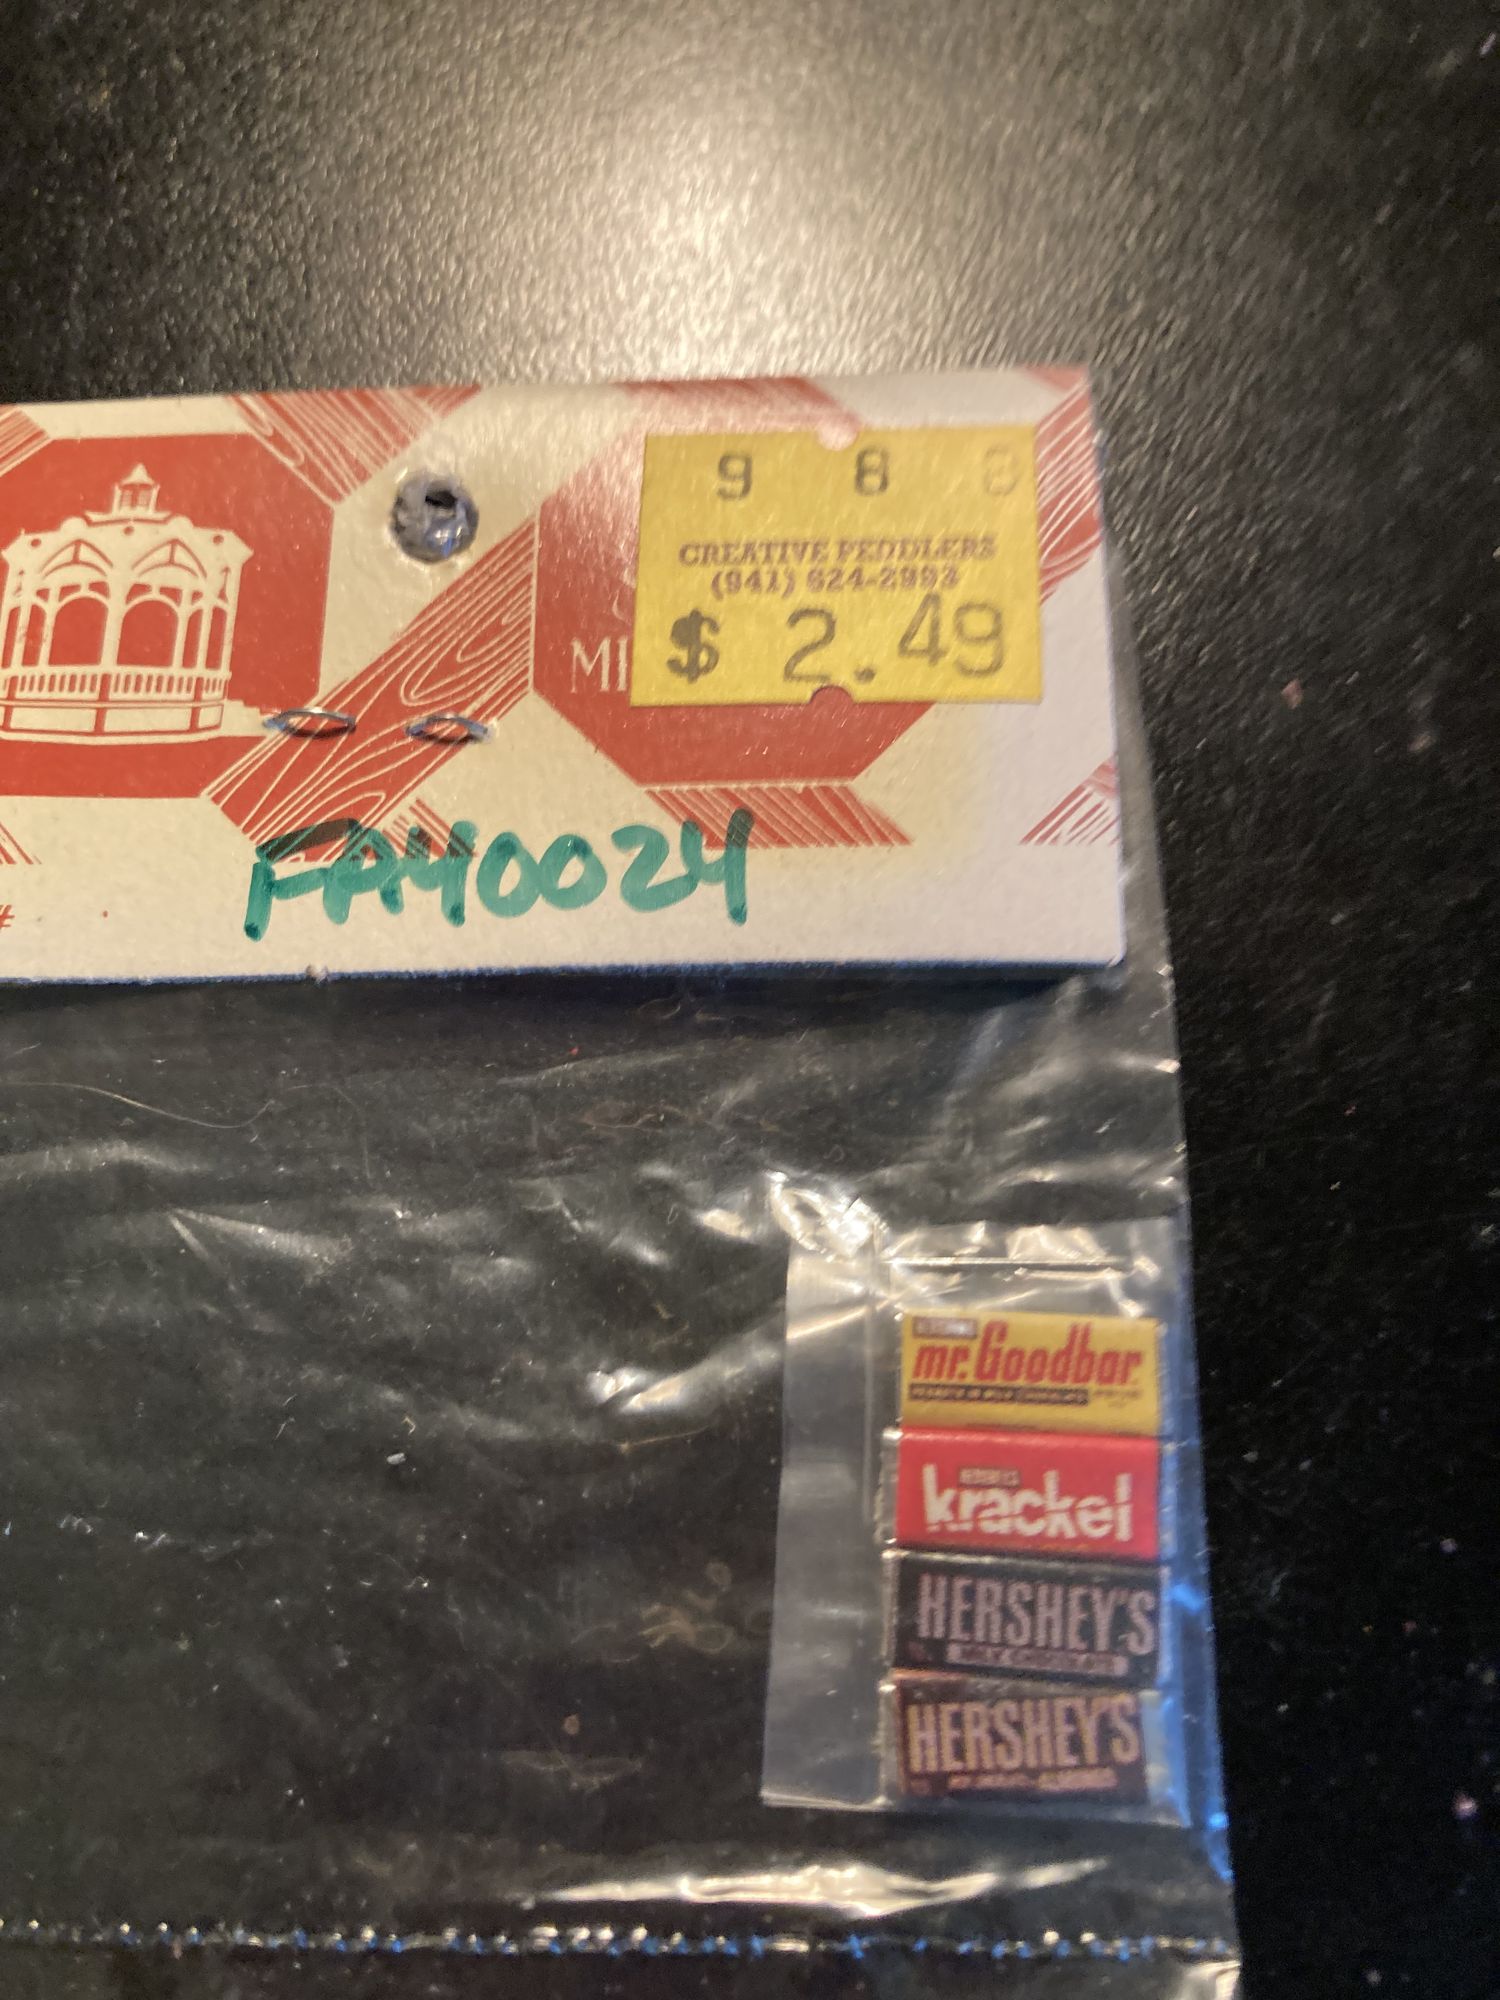 9 8 8
CREATIVE PEDDLERS
(941) 624-2993
$ 2.49
MI
#
FA40024
mr. Goodbar
krackel
HERSHEY'S
HERSHEY'S